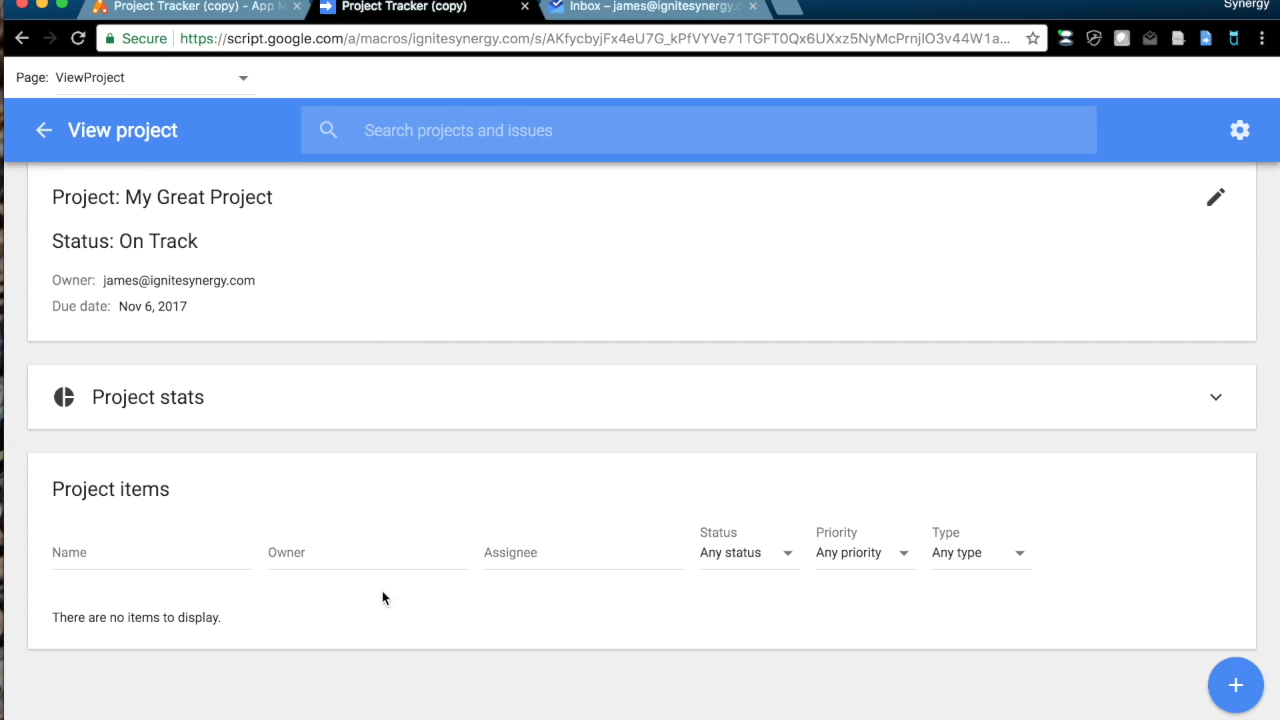 Project Tracker (copy) - App M
Project Tracker (copy)
Inbox – james@ignitesynergy.c
Synergy
Secure
https://script.google.com/a/macros/ignitesynergy.com/s/AKfycbyjFx4eU7G_kPfVYVe71TGFT0Qx6UXxz5NyMcPrnjIO3v44W1a...
Page: ViewProject
View project
Search projects and issues
Project: My Great Project
Status: On Track
Owner: james@ignitesynergy.com
Due date: Nov 6, 2017
Project stats
Project items
Status Priority Type
Name Owner Assignee Any status Any priority Any type
There are no items to display.